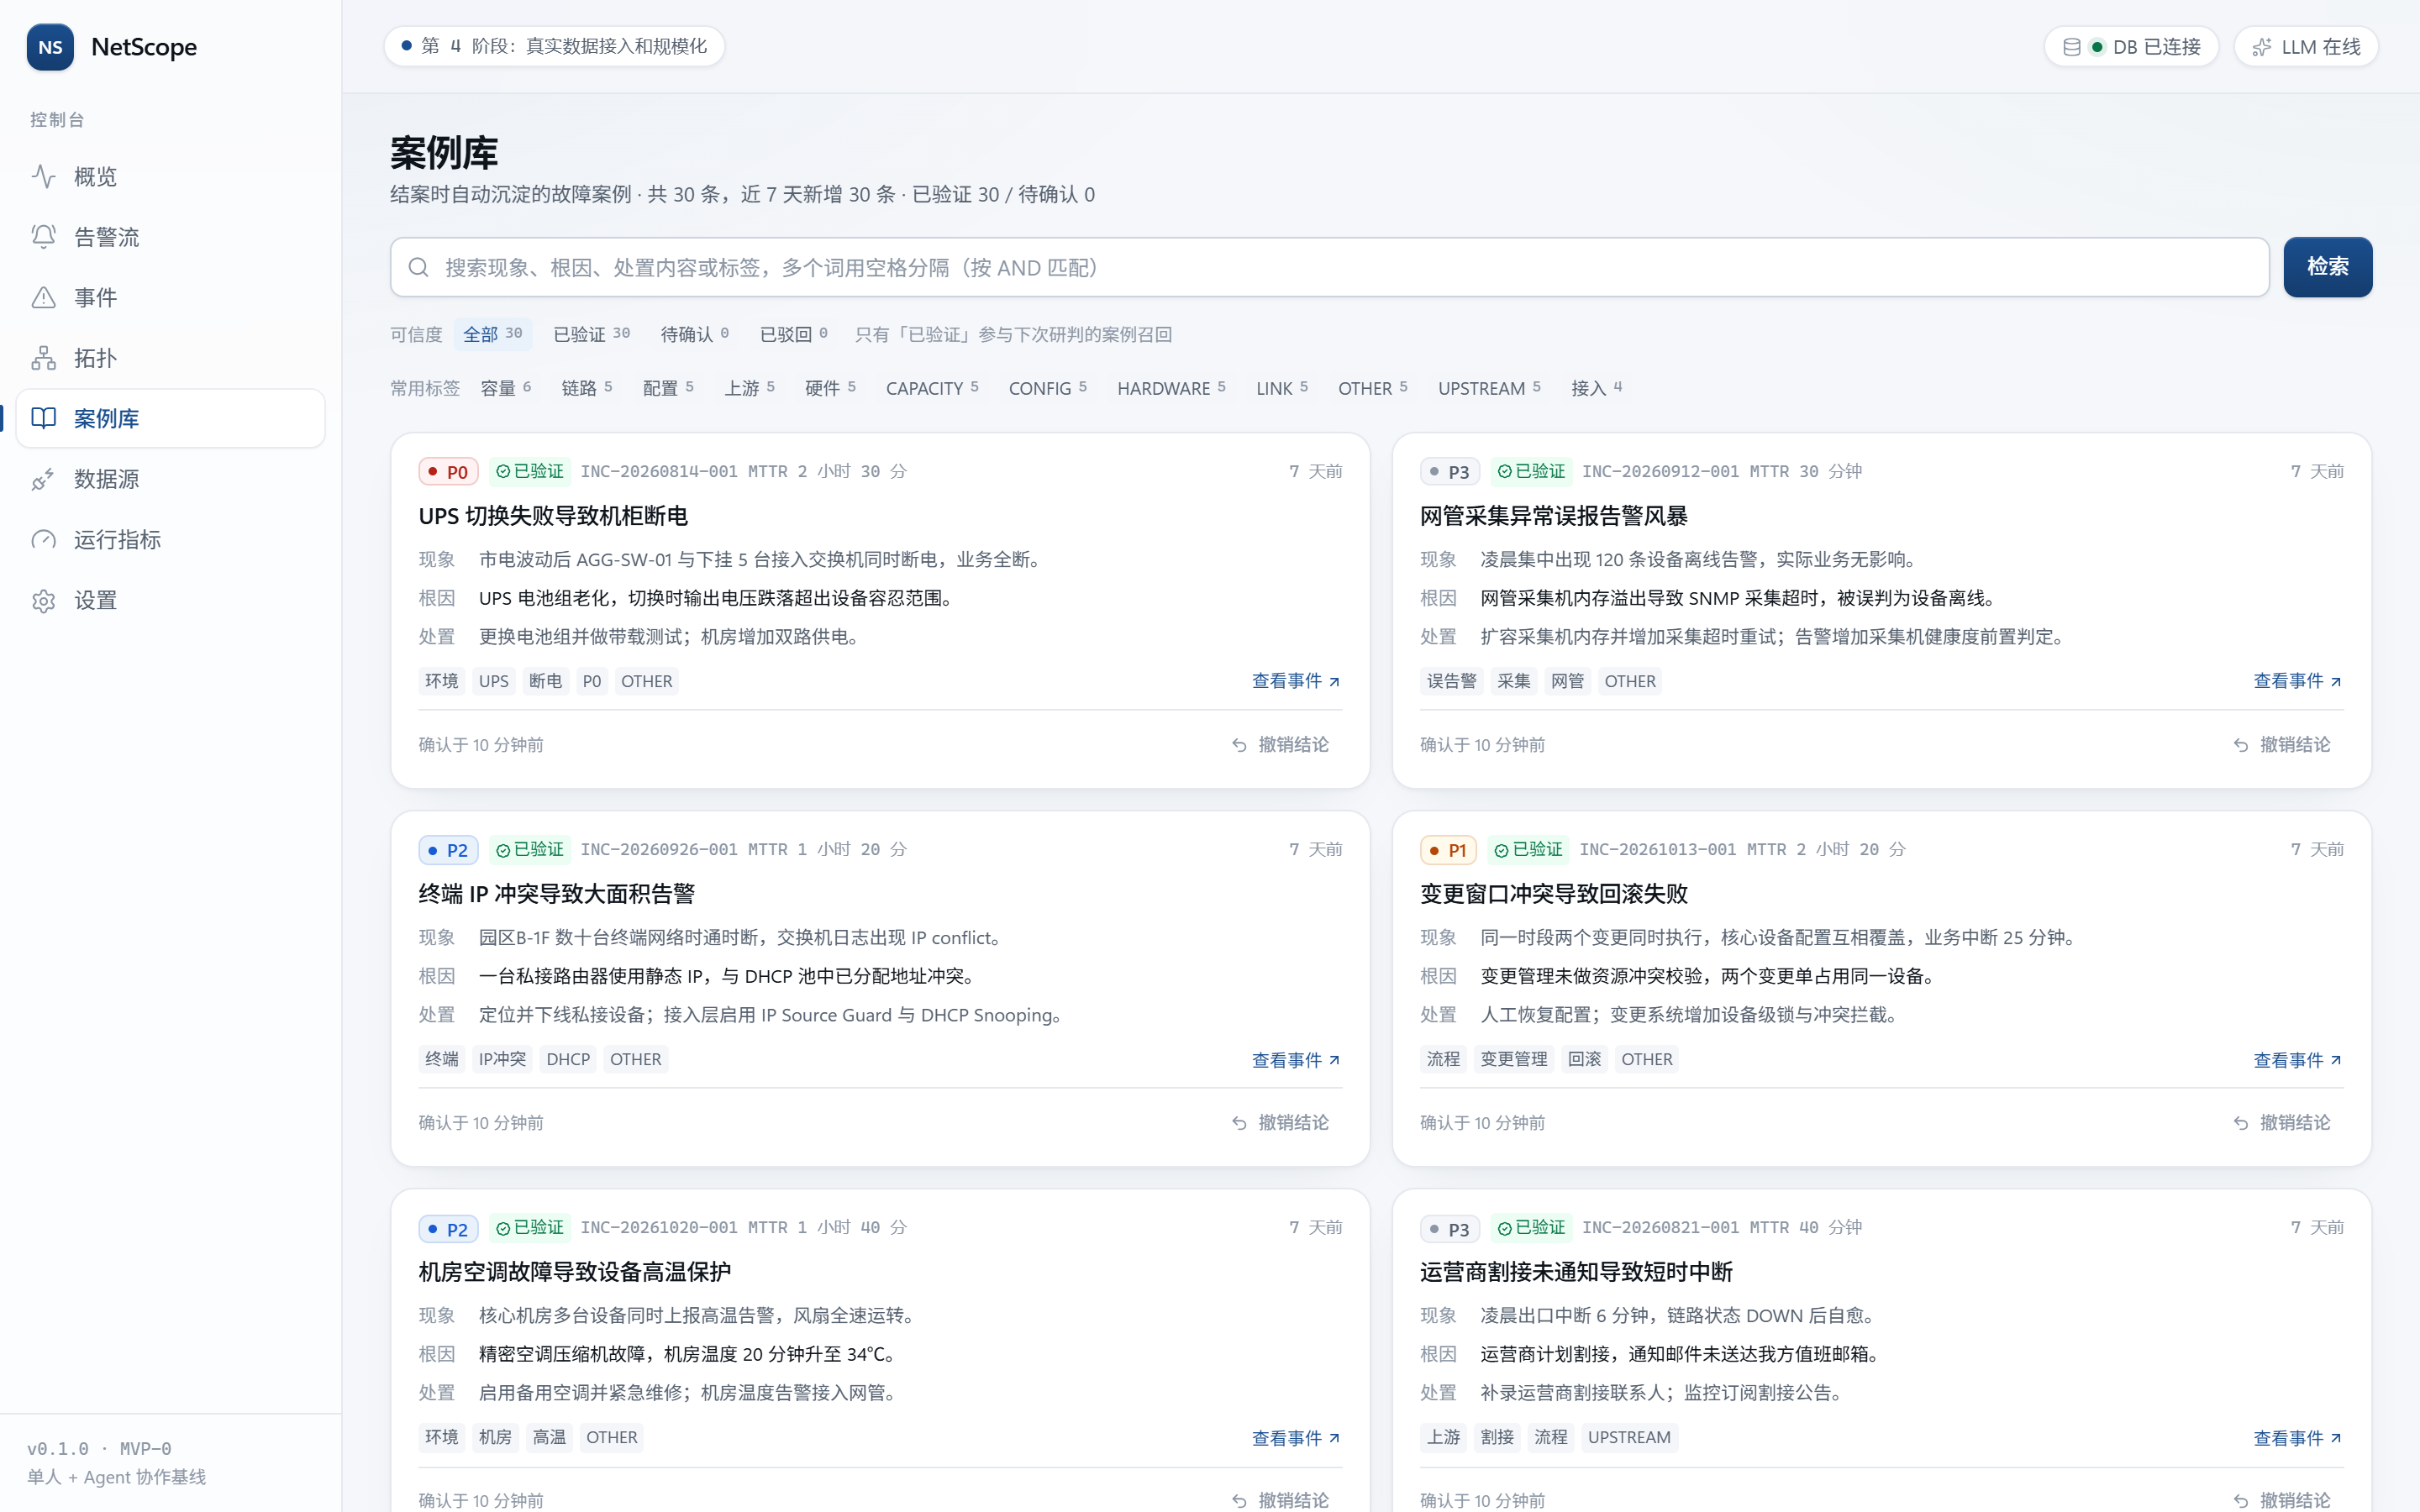 NS NetScope
控制台
概览
告警流
事件
拓扑
案例库
数据源
运行指标
设置
v0.1.0 · MVP-0
单人 + Agent 协作基线
第 4 阶段：真实数据接入和规模化
DB 已连接
LLM 在线
案例库
结案时自动沉淀的故障案例 · 共 30 条，近 7 天新增 30 条 · 已验证 30 / 待确认 0
搜索现象、根因、处置内容或标签，多个词用空格分隔（按 AND 匹配）
检索
可信度 全部 30 已验证 30 待确认 0 已驳回 0 只有「已验证」参与下次研判的案例召回
常用标签 容量 6 链路 5 配置 5 上游 5 硬件 5 CAPACITY 5 CONFIG 5 HARDWARE 5 LINK 5 OTHER 5 UPSTREAM 5 接入 4
P0 已验证 INC-20260814-001 MTTR 2 小时 30 分 7 天前
UPS 切换失败导致机柜断电
现象 市电波动后 AGG-SW-01 与下挂 5 台接入交换机同时断电，业务全断。
根因 UPS 电池组老化，切换时输出电压跌落超出设备容忍范围。
处置 更换电池组并做带载测试；机房增加双路供电。
环境 UPS 断电 P0 OTHER 查看事件
确认于 10 分钟前 撤销结论
P3 已验证 INC-20260912-001 MTTR 30 分钟 7 天前
网管采集异常误报告警风暴
现象 凌晨集中出现 120 条设备离线告警，实际业务无影响。
根因 网管采集机内存溢出导致 SNMP 采集超时，被误判为设备离线。
处置 扩容采集机内存并增加采集超时重试；告警增加采集机健康度前置判定。
误告警 采集 网管 OTHER 查看事件
确认于 10 分钟前 撤销结论
P2 已验证 INC-20260926-001 MTTR 1 小时 20 分 7 天前
终端 IP 冲突导致大面积告警
现象 园区B-1F 数十台终端网络时通时断，交换机日志出现 IP conflict。
根因 一台私接路由器使用静态 IP，与 DHCP 池中已分配地址冲突。
处置 定位并下线私接设备；接入层启用 IP Source Guard 与 DHCP Snooping。
终端 IP冲突 DHCP OTHER 查看事件
确认于 10 分钟前 撤销结论
P1 已验证 INC-20261013-001 MTTR 2 小时 20 分 7 天前
变更窗口冲突导致回滚失败
现象 同一时段两个变更同时执行，核心设备配置互相覆盖，业务中断 25 分钟。
根因 变更管理未做资源冲突校验，两个变更单占用同一设备。
处置 人工恢复配置；变更系统增加设备级锁与冲突拦截。
流程 变更管理 回滚 OTHER 查看事件
确认于 10 分钟前 撤销结论
P2 已验证 INC-20261020-001 MTTR 1 小时 40 分 7 天前
机房空调故障导致设备高温保护
现象 核心机房多台设备同时上报高温告警，风扇全速运转。
根因 精密空调压缩机故障，机房温度 20 分钟升至 34℃。
处置 启用备用空调并紧急维修；机房温度告警接入网管。
环境 机房 高温 OTHER 查看事件
确认于 10 分钟前 撤销结论
P3 已验证 INC-20260821-001 MTTR 40 分钟 7 天前
运营商割接未通知导致短时中断
现象 凌晨出口中断 6 分钟，链路状态 DOWN 后自愈。
根因 运营商计划割接，通知邮件未送达我方值班邮箱。
处置 补录运营商割接联系人；监控订阅割接公告。
上游 割接 流程 UPSTREAM 查看事件
确认于 10 分钟前 撤销结论